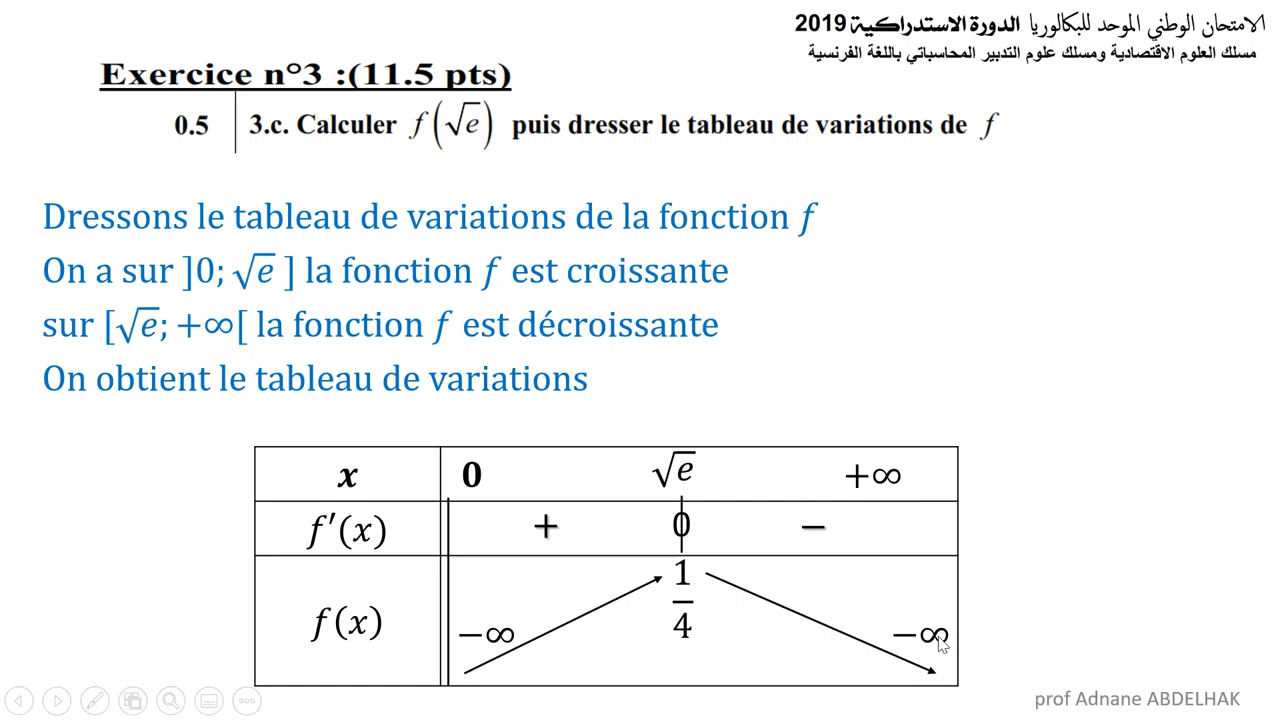 الامتحان الوطني الموحد للبكالوريا الدورة الاستدراكية 2019
مسلك العلوم الاقتصادية ومسلك علوم التدبير المحاسباتي باللغة الفرنسية
Exercice n°3 :(11.5 pts)
0.5 3.c. Calculer f(√e) puis dresser le tableau de variations de f
Dressons le tableau de variations de la fonction f
On a sur ]0; √e ] la fonction f est croissante
sur [√e; +∞[ la fonction f est décroissante
On obtient le tableau de variations
x 0 √e +∞
f′(x) + 0 −
f(x) −∞ 1/4 −∞
prof Adnane ABDELHAK